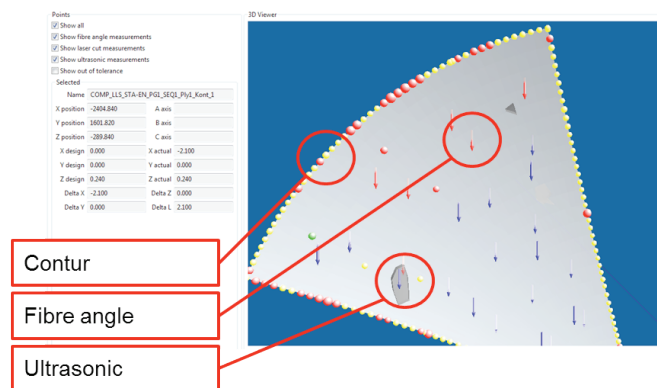 Points
Show all
Show fibre angle measurements
Show laser cut measurements
Show ultrasonic measurements
Show out of tolerance
Selected
Name COMP_LLS_STA-EN_PG1_SEQ1_Ply1_Kont_1
X position -2404.840 A axis
Y position 1601.820 B axis
Z position -289.840 C axis
X design 0.000 X actual -2.100
Y design 0.000 Y actual 0.000
Z design 0.240 Z actual 0.240
Delta X -2.100 Delta Z 0.000
Delta Y 0.000 Delta L 2.100
3D Viewer
Contur
Fibre angle
Ultrasonic